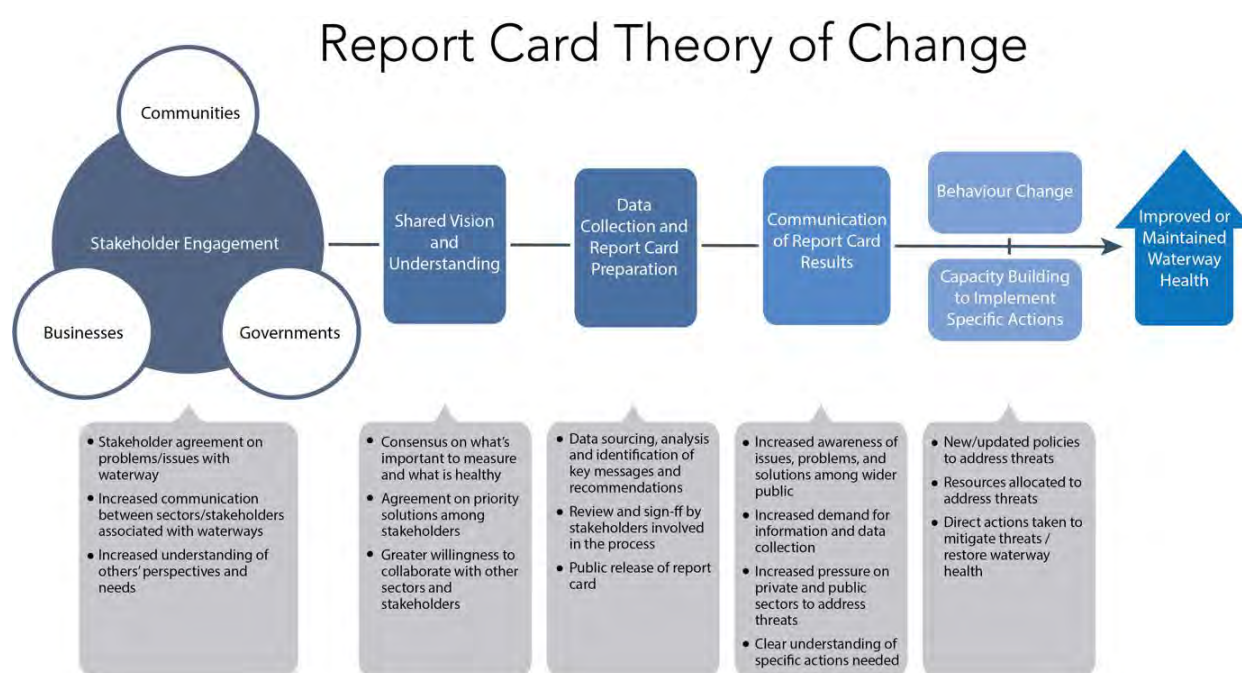 Report Card Theory of Change
Communities
Stakeholder Engagement
Businesses
Governments
Shared Vision
and
Understanding
Data
Collection and
Report Card
Preparation
Communication
of Report Card
Results
Behaviour Change
Capacity Building
to Implement
Specific Actions
Improved or
Maintained
Waterway
Health
• Stakeholder agreement on
problems/issues with
waterway
• Increased communication
between sectors/stakeholders
associated with waterways
• Increased understanding of
others' perspectives and
needs
• Consensus on what's
important to measure
and what is healthy
• Agreement on priority
solutions among
stakeholders
• Greater willingness to
collaborate with other
sectors and
stakeholders
• Data sourcing, analysis
and identification of
key messages and
recommendations
• Review and sign-ff by
stakeholders involved
in the process
• Public release of report
card
• Increased awareness of
issues, problems, and
solutions among wider
public
• Increased demand for
information and data
collection
• Increased pressure on
private and public
sectors to address
threats
• Clear understanding of
specific actions needed
• New/updated policies
to address threats
• Resources allocated to
address threats
• Direct actions taken to
mitigate threats /
restore waterway
health